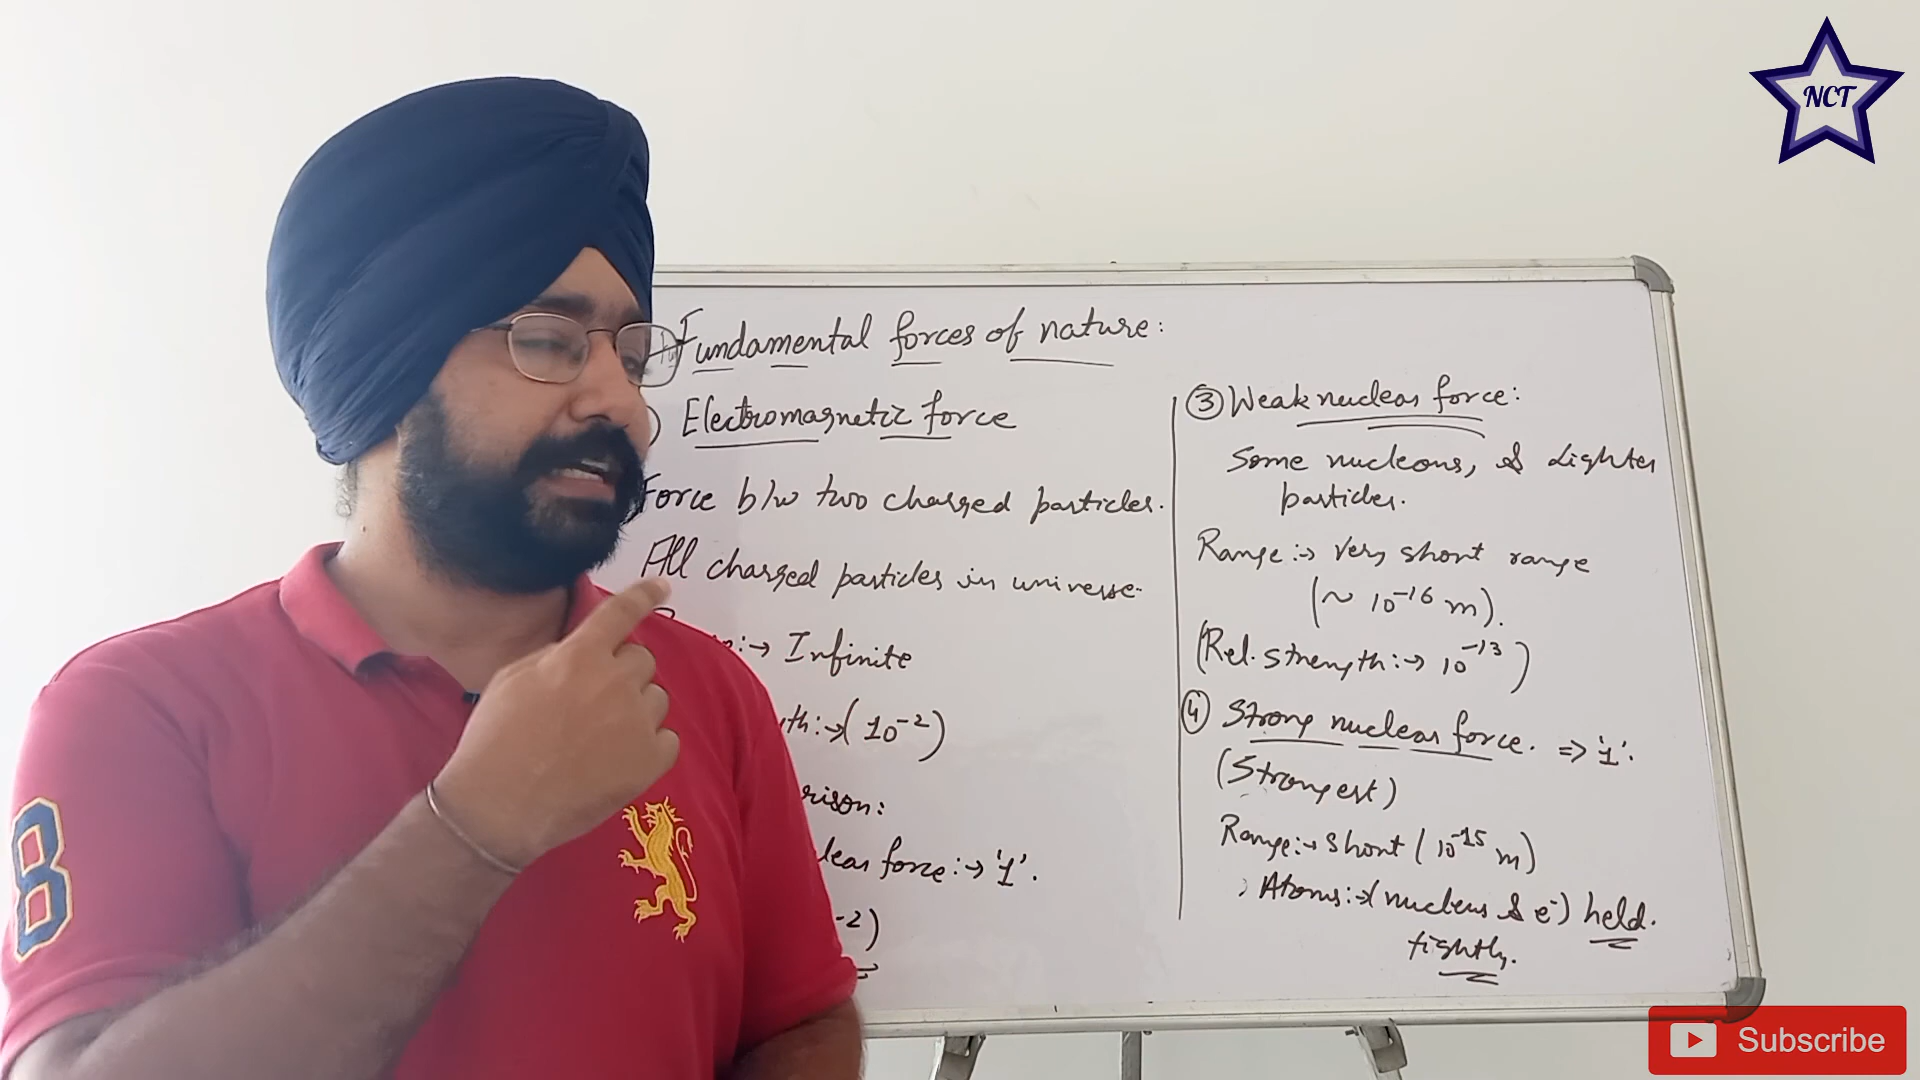 NCT
Fundamental forces of nature:
) Electromagnetic force
Force b/w two charged particles.
All charged particles in universe.
:→ Infinite
th:→ (10⁻²)
rison:
lear force:→ '1'.
-2)
③ Weak nuclear force:
Some nucleons, & Lighter
particles.
Range:→ Very short range
(~ 10⁻¹⁶ m).
(Rel. strength:→ 10⁻¹³)
④ Strong nuclear force. ⇒ '1'.
(Strongest)
Range:→ Short (10⁻¹⁵ m)
Atoms:→ (nucleus & e⁻) held.
tightly.
8
Subscribe